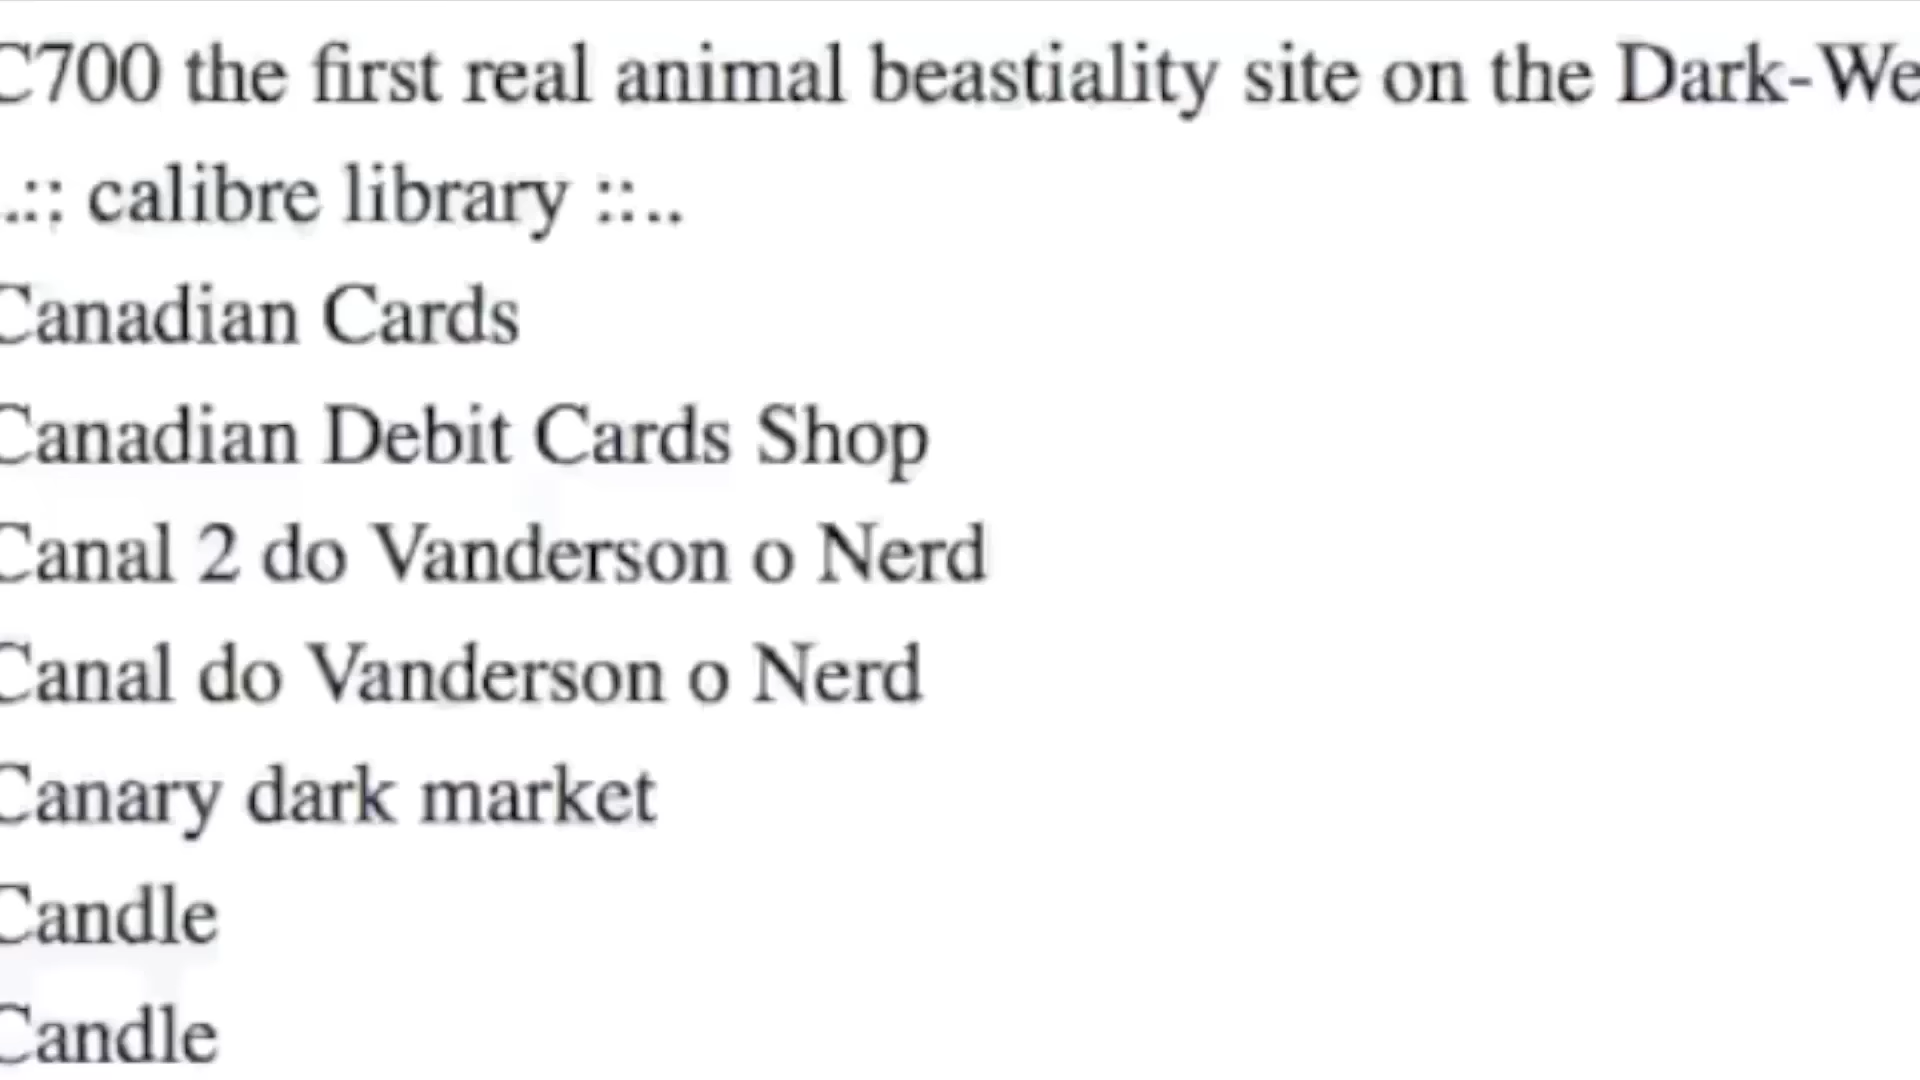 C700 the first real animal beastiality site on the Dark-We
.:: calibre library ::..
Canadian Cards
Canadian Debit Cards Shop
Canal 2 do Vanderson o Nerd
Canal do Vanderson o Nerd
Canary dark market
Candle
Candle